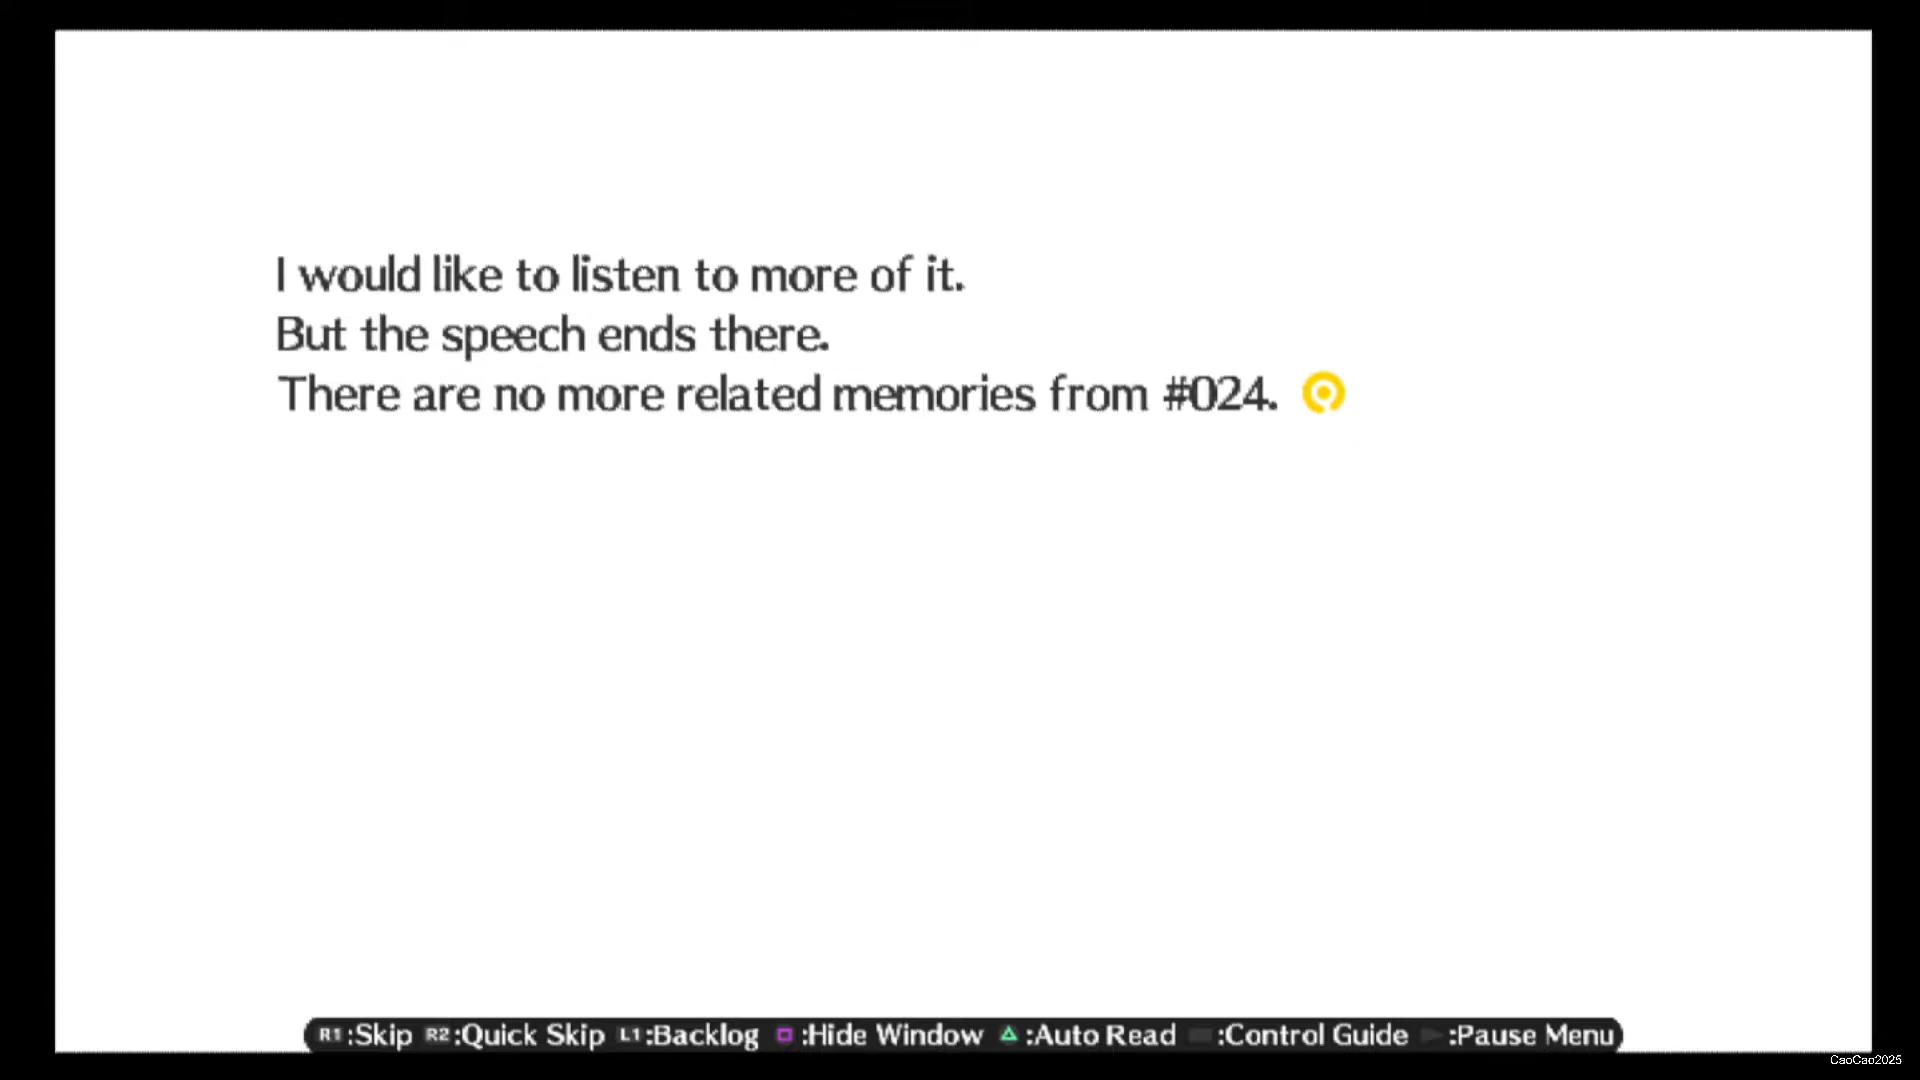 I would like to listen to more of it.
But the speech ends there.
There are no more related memories from #024.
R1:Skip R2:Quick Skip L1:Backlog :Hide Window :Auto Read :Control Guide :Pause Menu
CaoCao2025